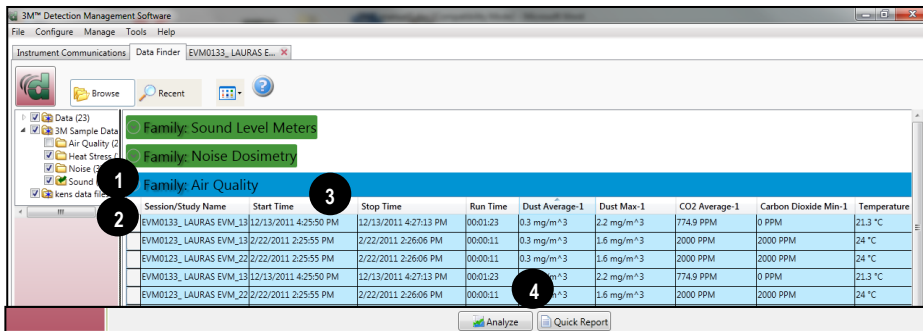 3M™ Detection Management Software
File Configure Manage Tools Help
Instrument Communications Data Finder EVM0133_ LAURAS E...
Browse Recent
Data (23)
3M Sample Data
Air Quality (2
Heat Stress (
Noise (3
Sound
kens data files
Family: Sound Level Meters
Family: Noise Dosimetry
1 Family: Air Quality
2 3
Session/Study Name Start Time Stop Time Run Time Dust Average-1 Dust Max-1 CO2 Average-1 Carbon Dioxide Min-1 Temperature
EVM0133_ LAURAS EVM_13 12/13/2011 4:25:50 PM 12/13/2011 4:27:13 PM 00:01:23 0.3 mg/m^3 2.2 mg/m^3 774.9 PPM 0 PPM 21.3 °C
EVM0133_ LAURAS EVM_13 2/22/2011 2:25:55 PM 2/22/2011 2:26:06 PM 00:00:11 0.3 mg/m^3 1.6 mg/m^3 2000 PPM 2000 PPM 24 °C
EVM0133_ LAURAS EVM_22 2/22/2011 2:25:55 PM 2/22/2011 2:26:06 PM 00:00:11 0.3 mg/m^3 1.6 mg/m^3 2000 PPM 2000 PPM 24 °C
EVM0133_ LAURAS EVM_13 12/13/2011 4:25:50 PM 12/13/2011 4:27:13 PM 00:01:23 mg/m^3 2.2 mg/m^3 774.9 PPM 0 PPM 21.3 °C
EVM0123_ LAURAS EVM_22 2/22/2011 2:25:55 PM 2/22/2011 2:26:06 PM 00:00:11 4 m^3 1.6 mg/m^3 2000 PPM 2000 PPM 24 °C
Analyze Quick Report